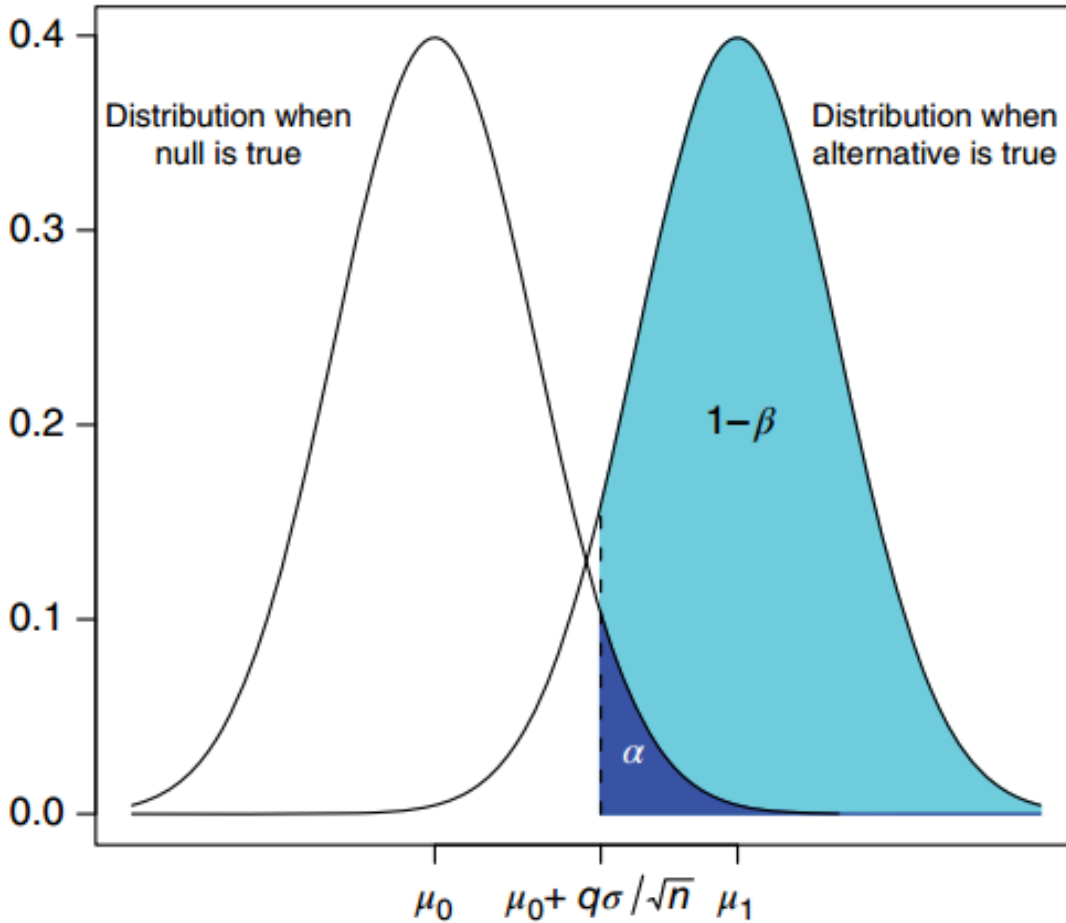 0.4
Distribution when
null is true
Distribution when
alternative is true
0.3
0.2
1−β
0.1
α
0.0
μ₀
μ₀+ qσ/√n
μ₁